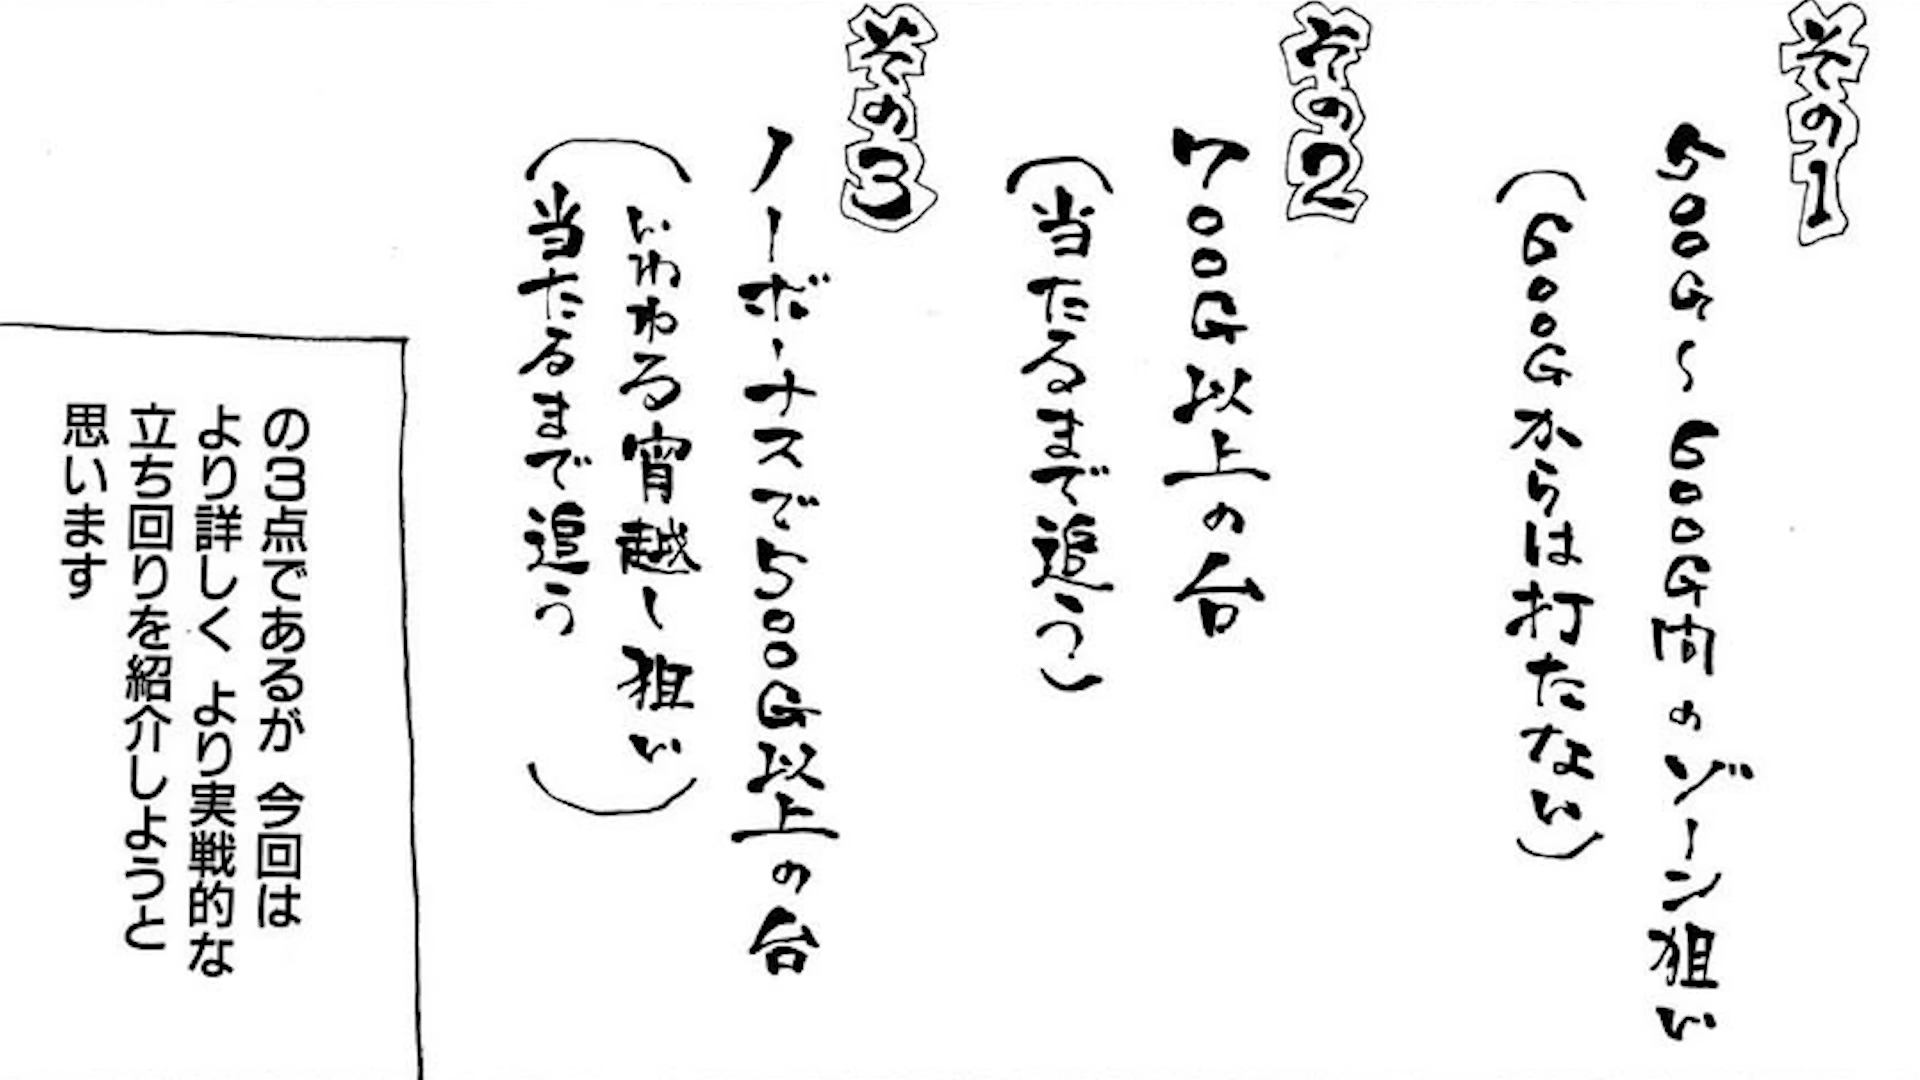 その1
500G〜600G間のゾーン狙い
(600Gからは打たない)
その2
700G以上の台
(当たるまで追う)
その3
ノーボーナスで500G以上の台
(いわゆる宵越し狙い
当たるまで追う)
の3点であるが 今回は
より詳しく より実戦的な
立ち回りを紹介しようと
思います